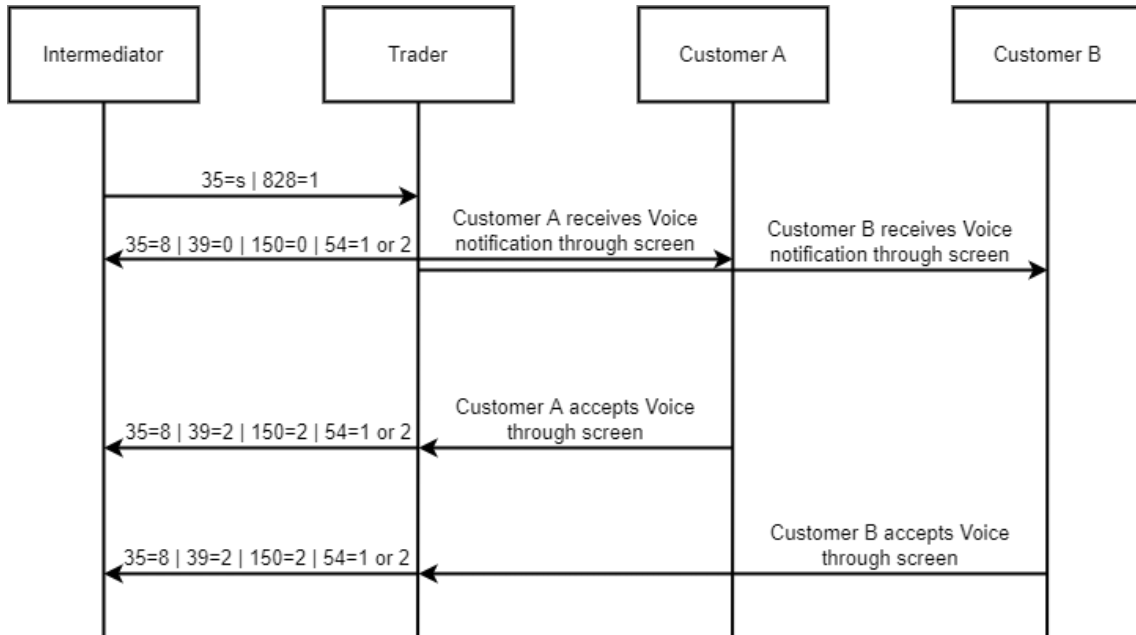 Intermediator
Trader
Customer A
Customer B
35=s | 828=1
Customer A receives Voice
notification through screen
Customer B receives Voice
notification through screen
35=8 | 39=0 | 150=0 | 54=1 or 2
Customer A accepts Voice
through screen
35=8 | 39=2 | 150=2 | 54=1 or 2
Customer B accepts Voice
through screen
35=8 | 39=2 | 150=2 | 54=1 or 2